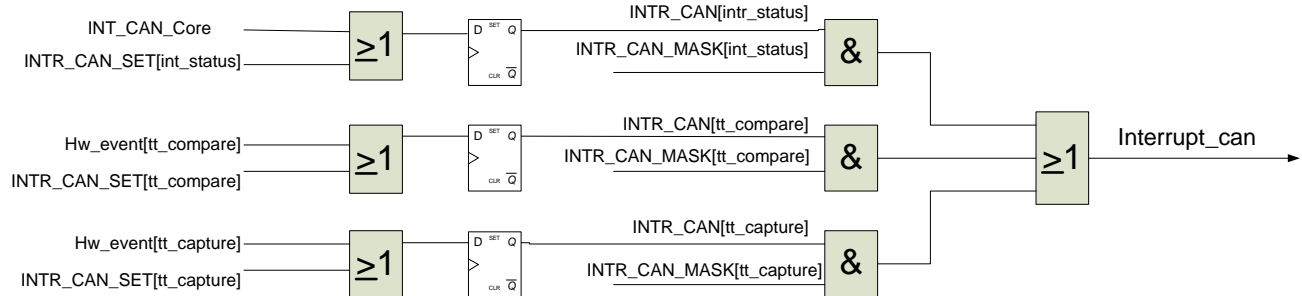 INT_CAN_Core
INTR_CAN_SET[int_status]
≥1
D SET Q
CLR Q
INTR_CAN[intr_status]
INTR_CAN_MASK[int_status]
&
Hw_event[tt_compare]
INTR_CAN_SET[tt_compare]
≥1
D SET Q
CLR Q
INTR_CAN[tt_compare]
INTR_CAN_MASK[tt_compare]
&
≥1
Interrupt_can
Hw_event[tt_capture]
INTR_CAN_SET[tt_capture]
≥1
D SET Q
CLR Q
INTR_CAN[tt_capture]
INTR_CAN_MASK[tt_capture]
&